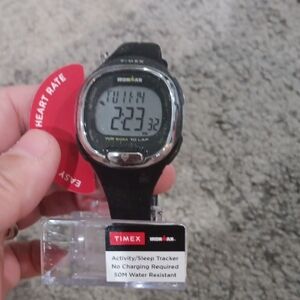 TIMEX
IRONMAN
2:23 32
HEART RATE
EASY
TIMEX IRONMAN
Activity/Sleep Tracker
No Charging Required
50M Water Resistant